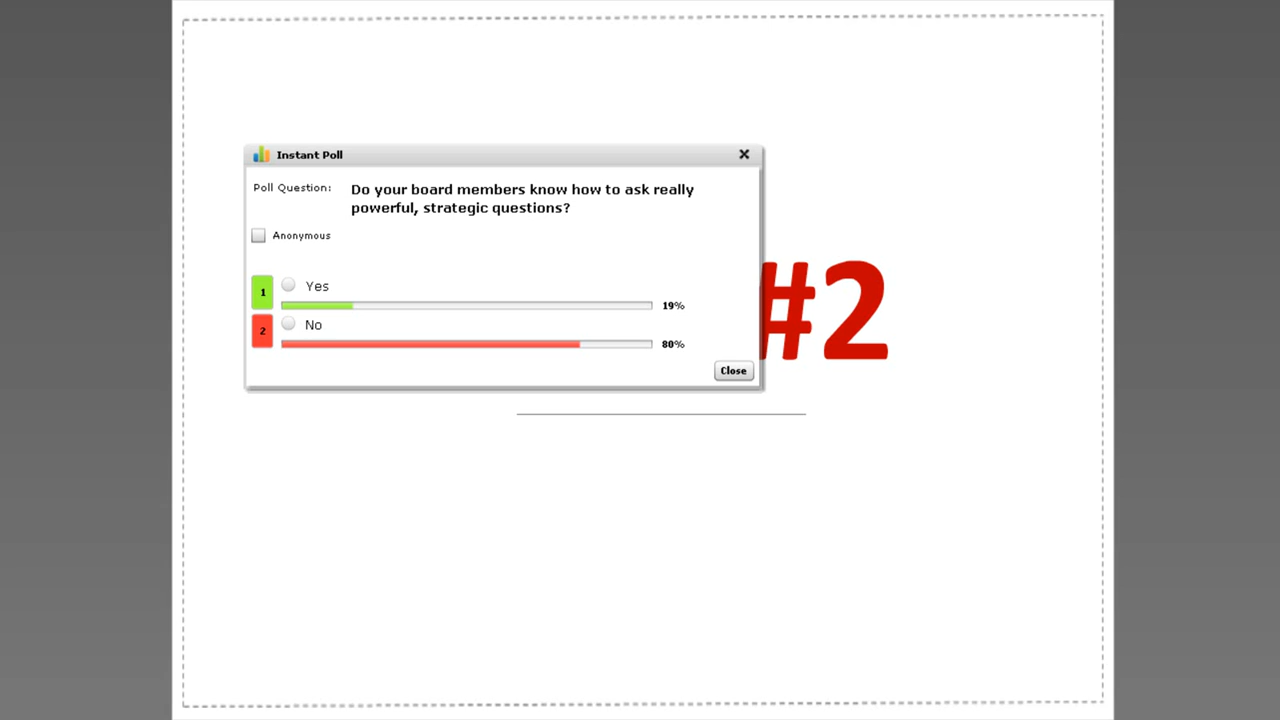 Instant Poll
Poll Question:
Do your board members know how to ask really
powerful, strategic questions?
Anonymous
1
Yes
19%
2
No
80%
Close
#2